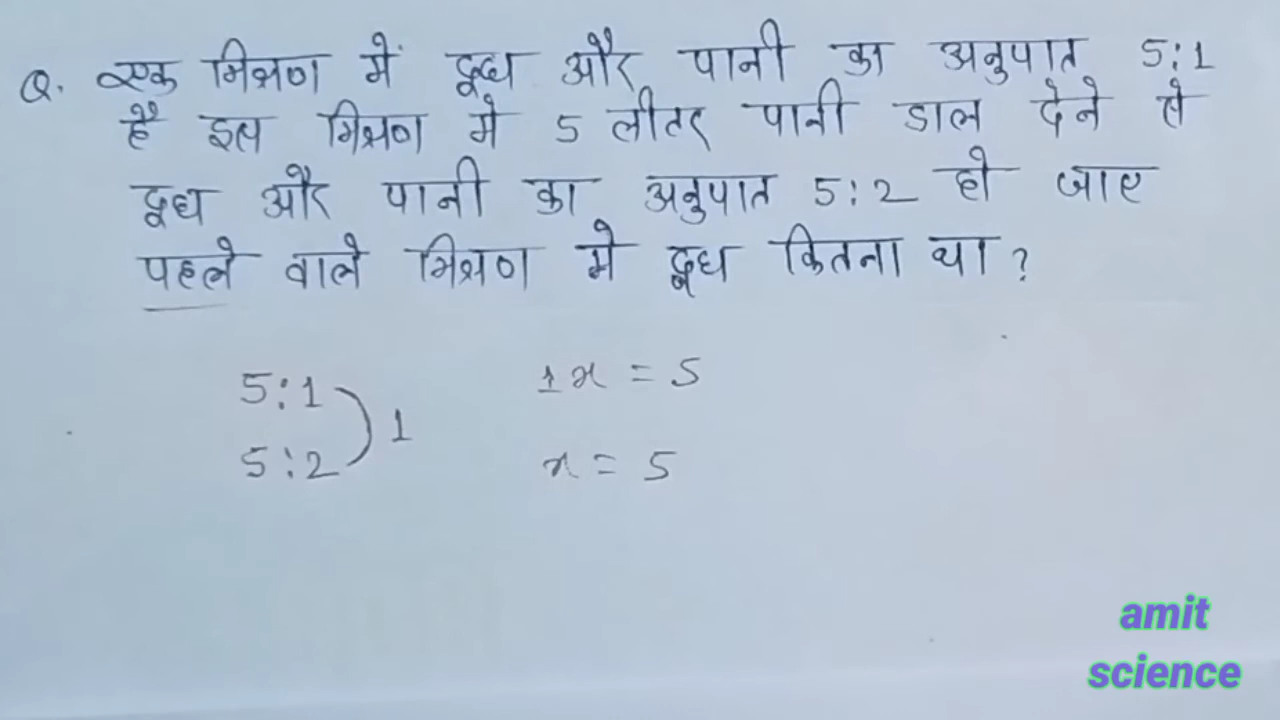 Q. एक मिश्रण में दूध और पानी का अनुपात 5:1
है इस मिश्रण मे 5 लीटर पानी डाल देने से
दूध और पानी का अनुपात 5:2 हो जाए
पहले वाले मिश्रण मे दूध कितना था ?
5:1
5:2
1
1x = 5
x = 5
amit
science